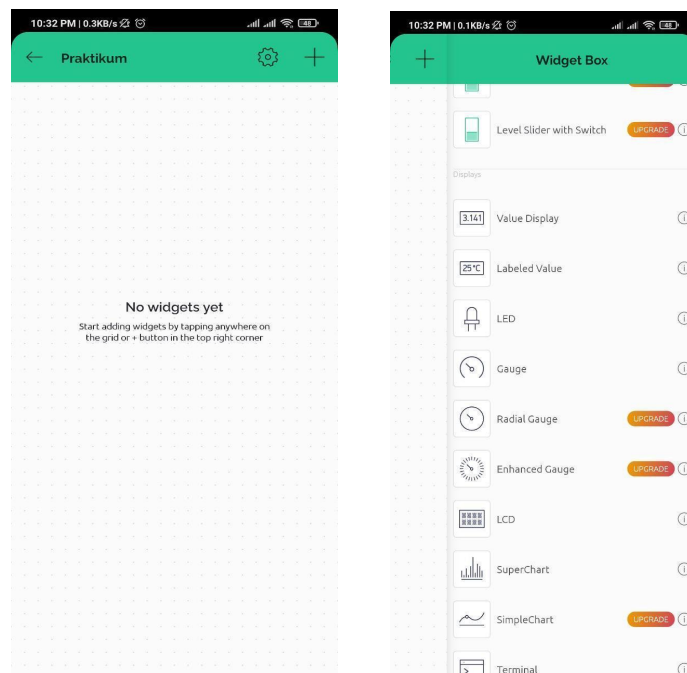 10:32 PM | 0.3KB/s
48
Praktikum
No widgets yet
Start adding widgets by tapping anywhere on
the grid or + button in the top right corner
10:32 PM | 0.1KB/s
48
Widget Box
Level Slider with Switch
UPGRADE
Displays
3.141
Value Display
25°C
Labeled Value
LED
Gauge
Radial Gauge
UPGRADE
Enhanced Gauge
UPGRADE
LCD
SuperChart
SimpleChart
UPGRADE
Terminal